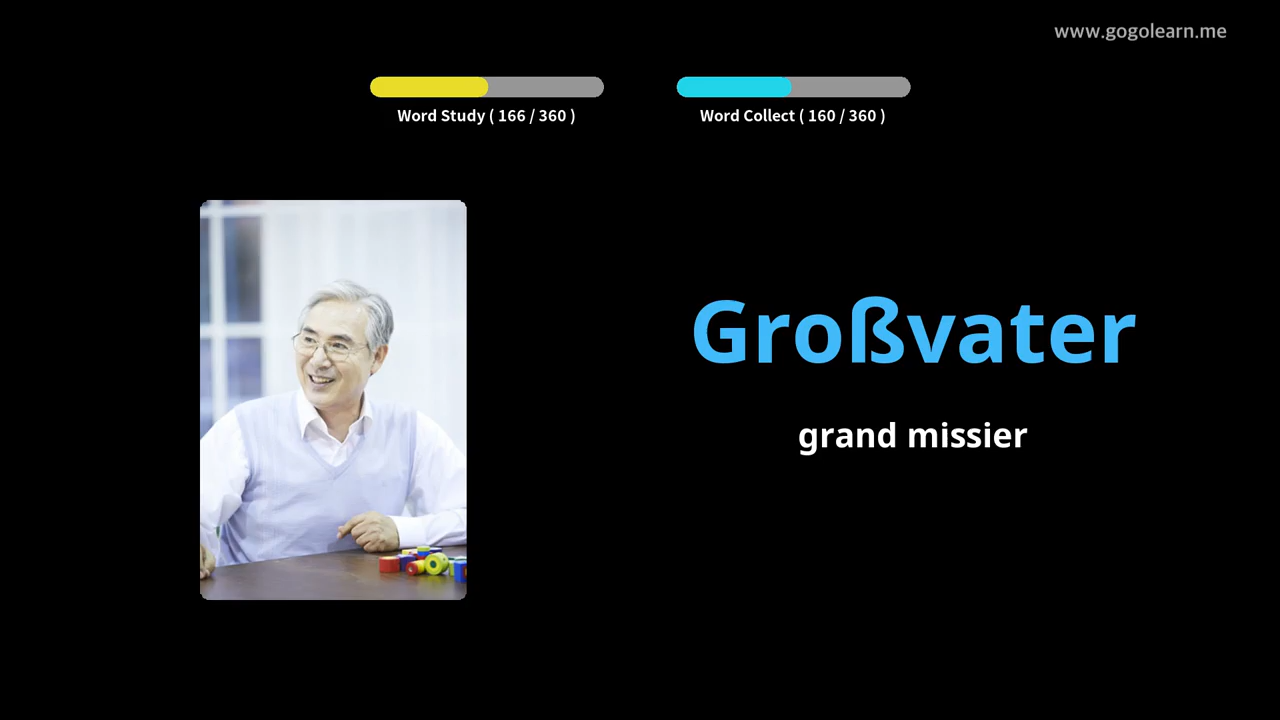 www.gogolearn.me
Word Study ( 166 / 360 )
Word Collect ( 160 / 360 )
Großvater
grand missier